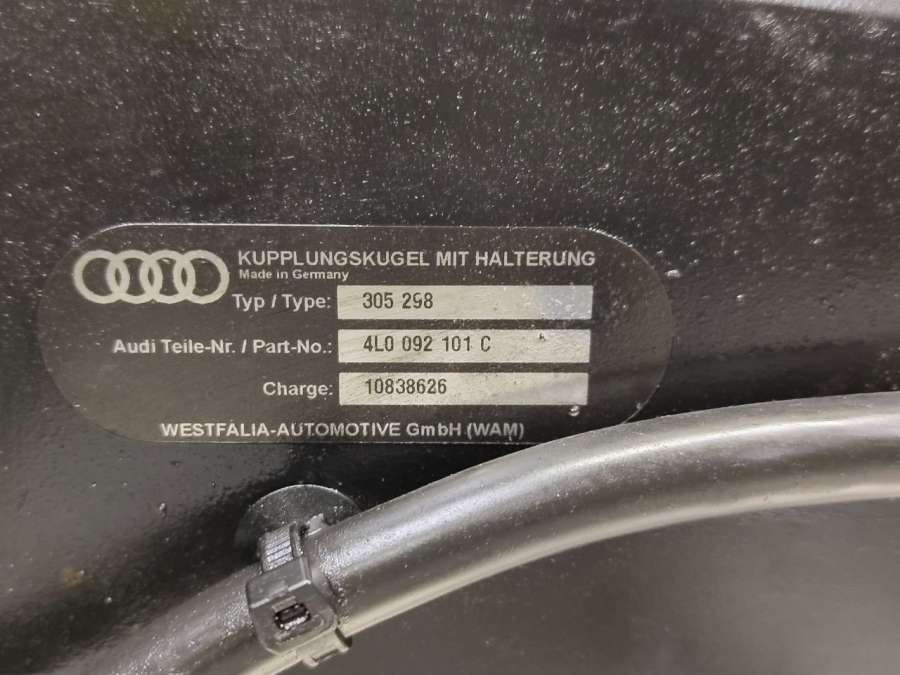 KUPPLUNGSKUGEL MIT HALTERUNG
Made in Germany
Typ / Type: 305 298
Audi Teile-Nr. / Part-No.: 4L0 092 101 C
Charge: 10838626
WESTFALIA-AUTOMOTIVE GmbH (WAM)